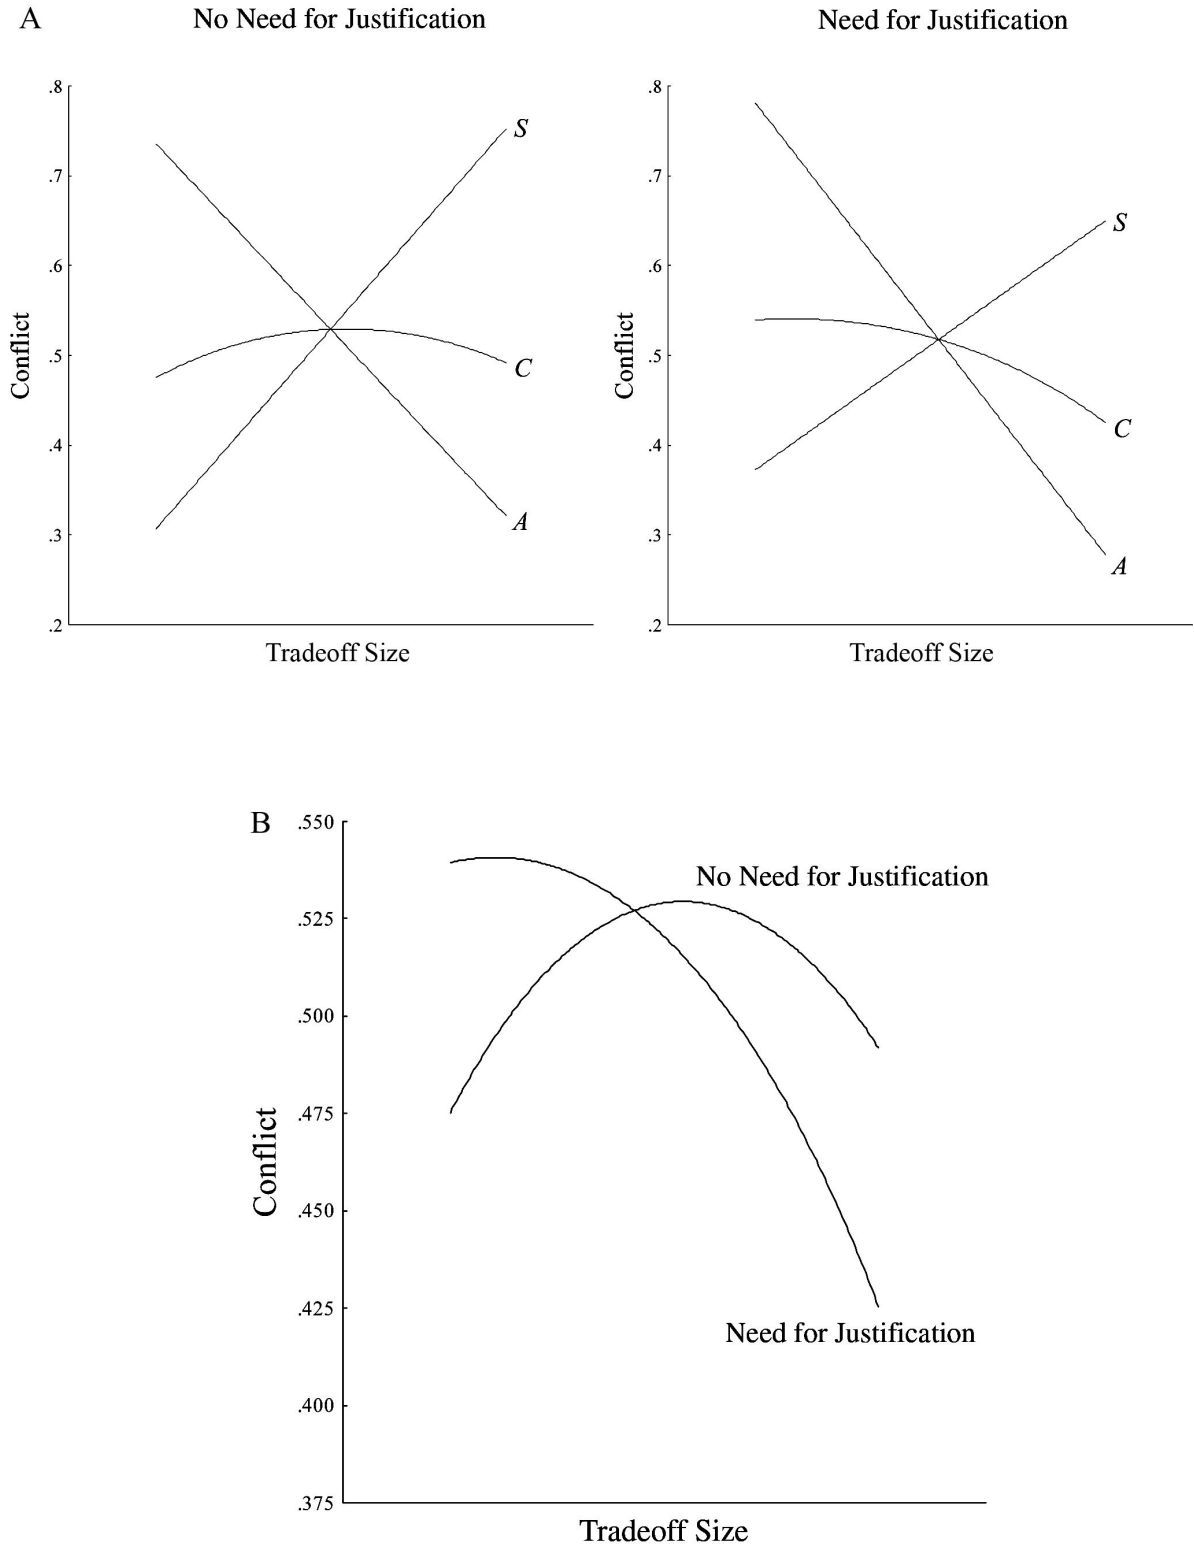 A
No Need for Justification
Need for Justification
.8
.7
.6
.5
.4
.3
.2
Conflict
S
C
A
Tradeoff Size
.8
.7
.6
.5
.4
.3
.2
Conflict
S
C
A
Tradeoff Size
B
.550
.525
.500
.475
.450
.425
.400
.375
Conflict
No Need for Justification
Need for Justification
Tradeoff Size